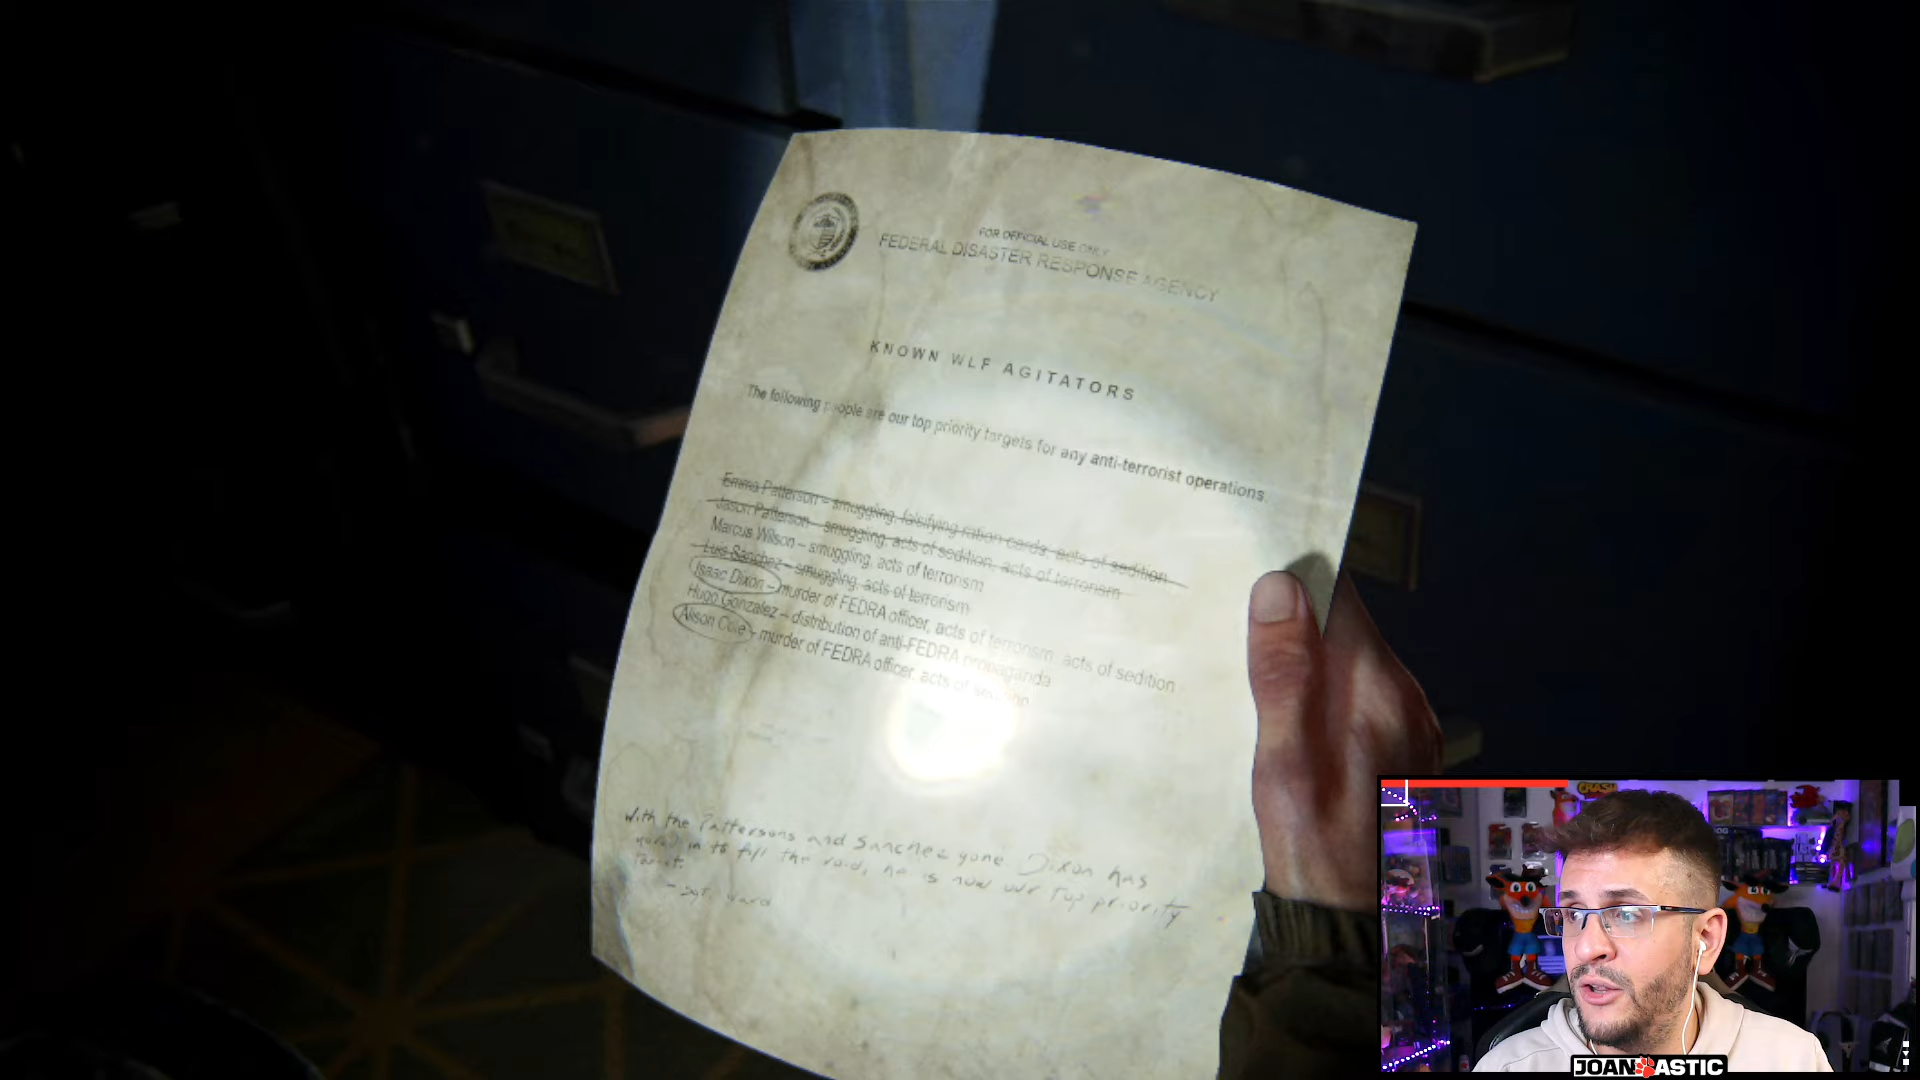 FOR OFFICIAL USE ONLY
FEDERAL DISASTER RESPONSE AGENCY
KNOWN WLF AGITATORS
The following people are our top priority targets for any anti-terrorist operations.
Emma Patterson – smuggling, falsifying ration cards, acts of sedition
Jason Patterson – smuggling, acts of sedition, acts of terrorism
Marcus Wilson – smuggling, acts of terrorism
Luis Sanchez – smuggling, acts of terrorism
Isaac Dixon – murder of FEDRA officer, acts of terrorism, acts of sedition
Hugo Gonzalez – distribution of anti-FEDRA propaganda
Alison Cole – murder of FEDRA officer, acts of sedition
With the Pattersons and Sanchez gone Dixon has
moved in to fill the void, he is now our top priority
target.
- Sgt. Ward
CRASH
JOANTASTIC